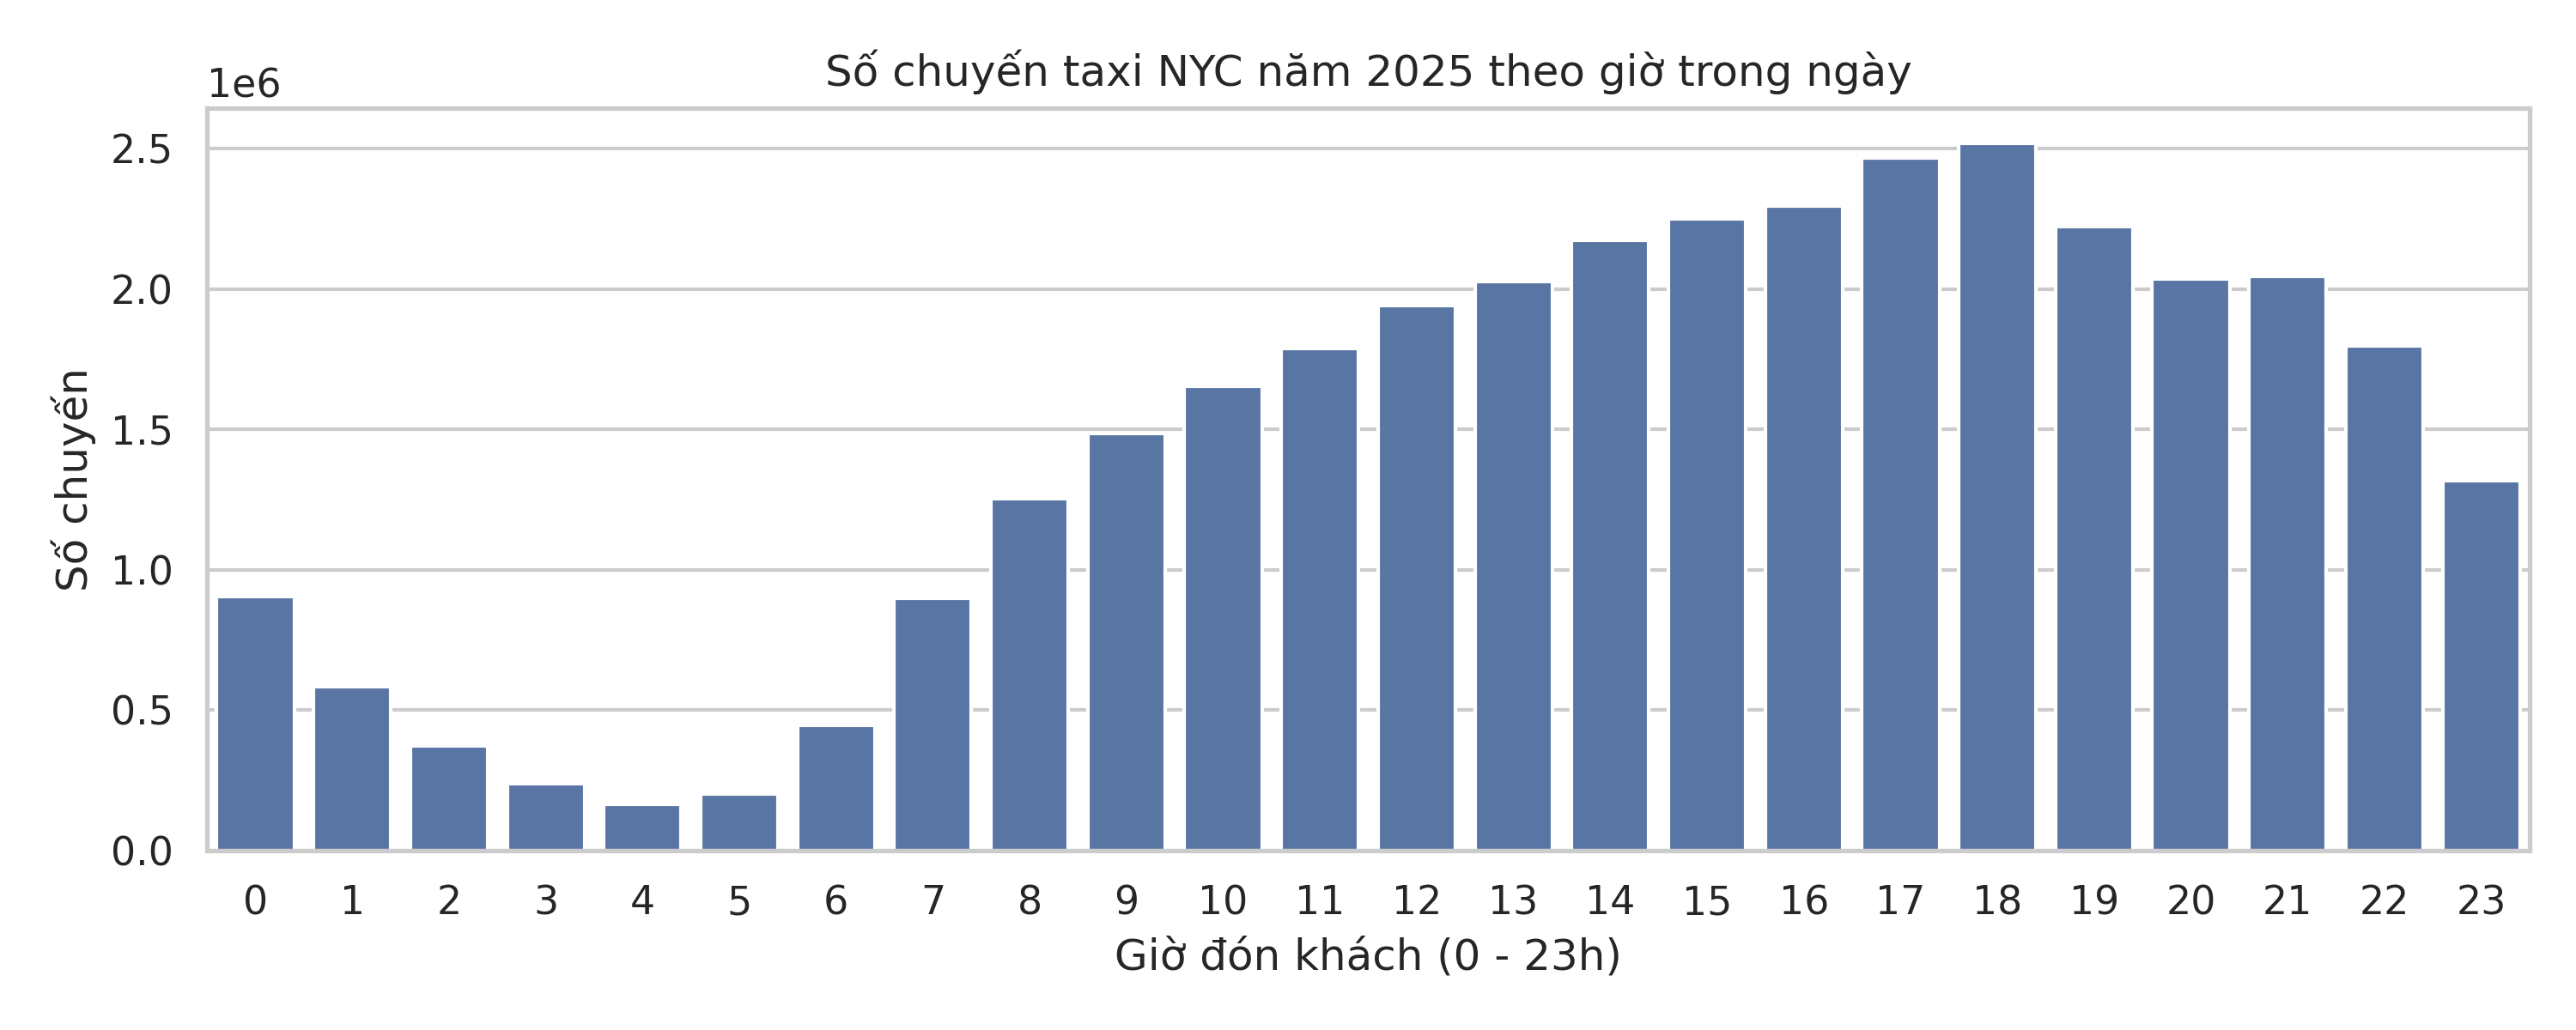 Số chuyến taxi NYC năm 2025 theo giờ trong ngày
1e6
2.5
2.0
1.5
1.0
0.5
0.0
Số chuyến
0 1 2 3 4 5 6 7 8 9 10 11 12 13 14 15 16 17 18 19 20 21 22 23
Giờ đón khách (0 - 23h)